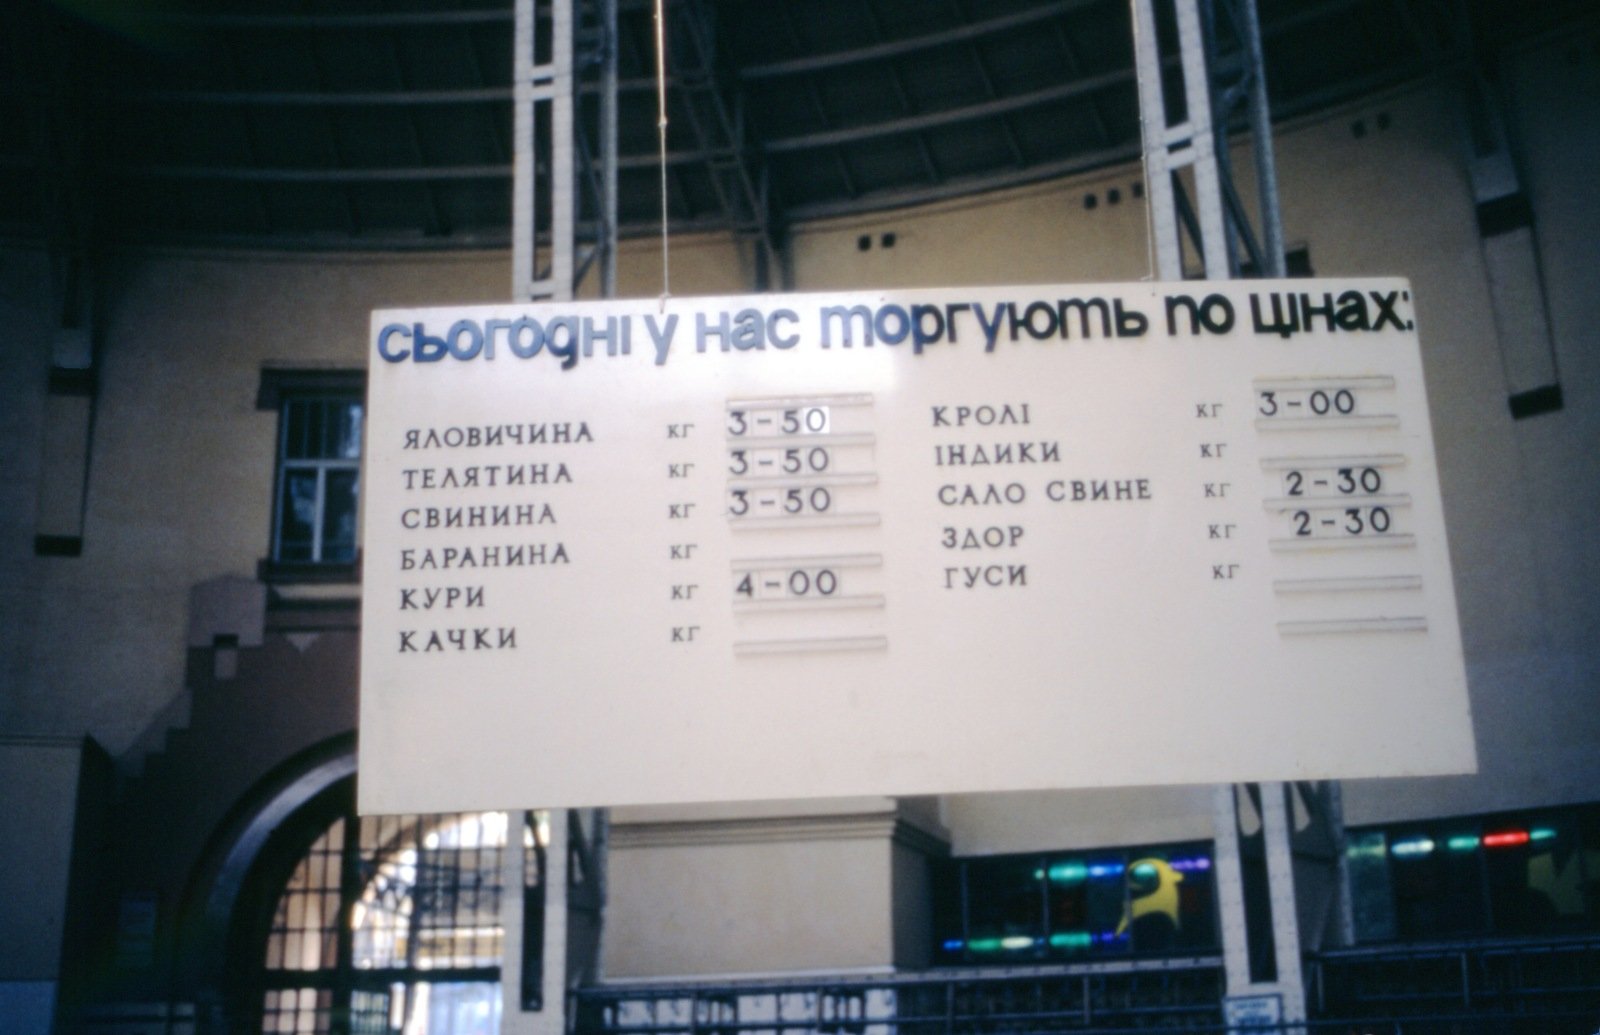 сьогодні у нас торгують по цінах:
ЯЛОВИЧИНА КГ 3-50
ТЕЛЯТИНА КГ 3-50
СВИНИНА КГ 3-50
БАРАНИНА КГ
КУРИ КГ 4-00
КАЧКИ КГ
КРОЛІ КГ 3-00
ІНДИКИ КГ
САЛО СВИНЕ КГ 2-30
ЗДОР КГ 2-30
ГУСИ КГ